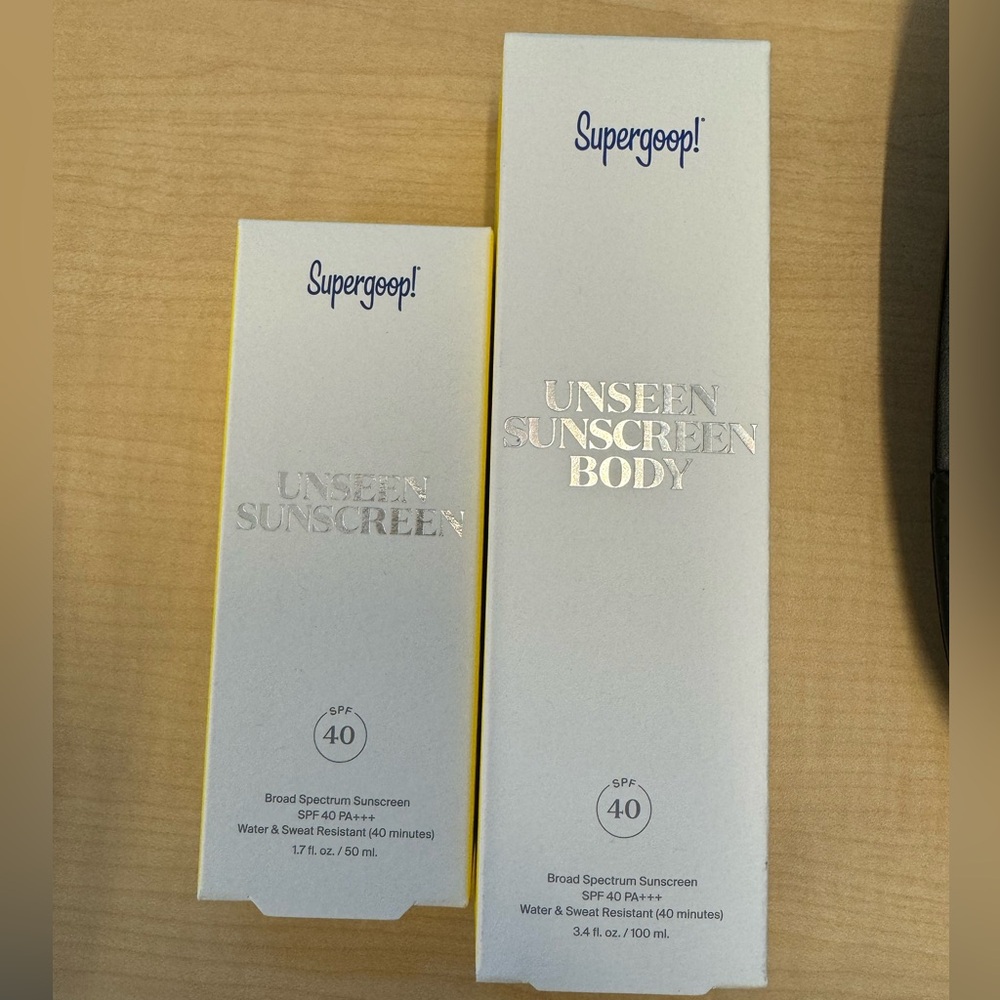 Supergoop!
UNSEEN
SUNSCREEN
SPF
40
Broad Spectrum Sunscreen
SPF 40 PA+++
Water & Sweat Resistant (40 minutes)
1.7 fl. oz. / 50 ml.
Supergoop!
UNSEEN
SUNSCREEN
BODY
SPF
40
Broad Spectrum Sunscreen
SPF 40 PA+++
Water & Sweat Resistant (40 minutes)
3.4 fl. oz. / 100 ml.